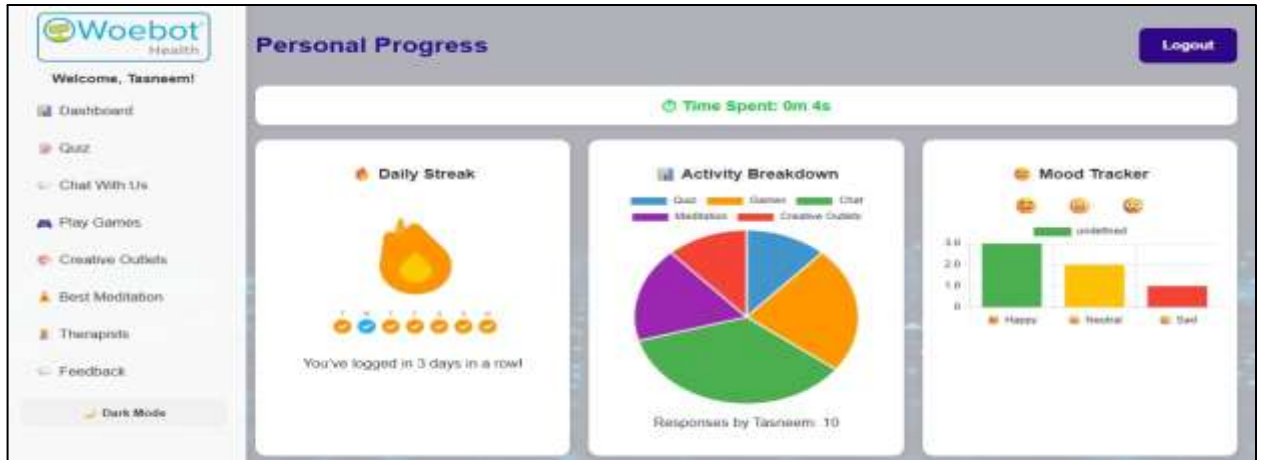 Woebot
Health
Welcome, Tasneem!
Dashboard
Quiz
Chat With Us
Play Games
Creative Outlets
Best Meditation
Therapists
Feedback
Dark Mode
Personal Progress
Logout
Time Spent: 0m 4s
Daily Streak
You've logged in 3 days in a row!
Activity Breakdown
Quiz Games Chat
Meditation Creative Outlets
Responses by Tasneem: 10
Mood Tracker
undefined
3.0
2.0
1.0
0
Happy Neutral Sad